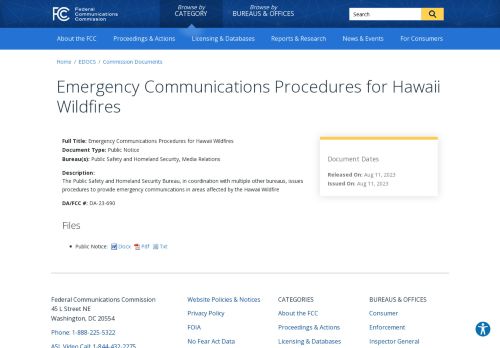 FCC Federal Communications Commission
Browse by CATEGORY
Browse by BUREAUS & OFFICES
Search
About the FCC Proceedings & Actions Licensing & Databases Reports & Research News & Events For Consumers
Home / EDOCS / Commission Documents
Emergency Communications Procedures for Hawaii
Wildfires
Full Title: Emergency Communications Procedures for Hawaii Wildfires
Document Type: Public Notice
Bureau(s): Public Safety and Homeland Security, Media Relations
Description:
The Public Safety and Homeland Security Bureau, in coordination with multiple other bureaus, issues
procedures to provide emergency communications in areas affected by the Hawaii Wildfire
DA/FCC #: DA-23-690
Document Dates
Released On: Aug 11, 2023
Issued On: Aug 11, 2023
Files
Public Notice: Docx Pdf Txt
Federal Communications Commission
45 L Street NE
Washington, DC 20554
Phone: 1-888-225-5322
ASL Video Call: 1-844-432-2275
Website Policies & Notices
Privacy Policy
FOIA
No Fear Act Data
CATEGORIES
About the FCC
Proceedings & Actions
Licensing & Databases
BUREAUS & OFFICES
Consumer
Enforcement
Inspector General